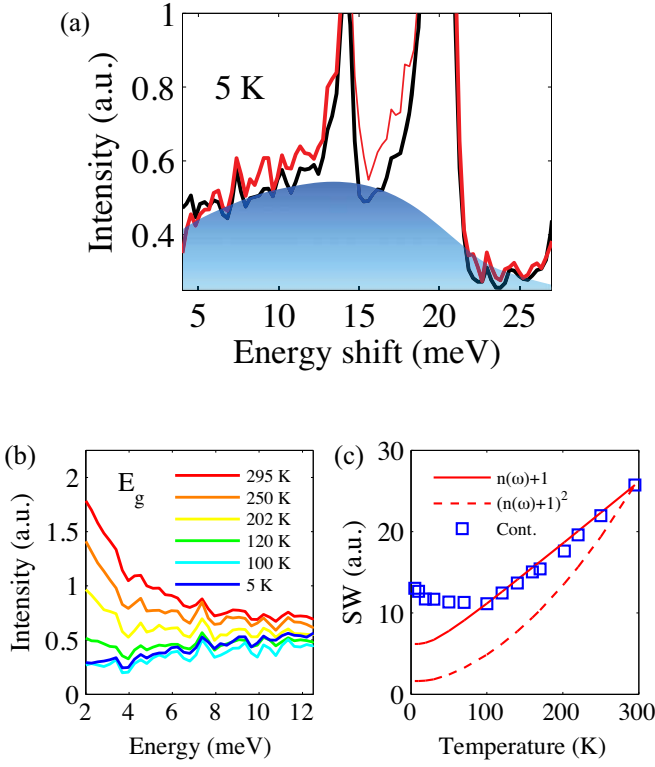 (a)
5 K
Intensity (a.u.)
1
0.8
0.6
0.4
5 10 15 20 25
Energy shift (meV)
(b)
E_g
295 K
250 K
202 K
120 K
100 K
5 K
Intensity (a.u.)
2
1.5
1
0.5
0
2 4 6 8 10 12
Energy (meV)
(c)
n(ω)+1
(n(ω)+1)²
Cont.
SW (a.u.)
30
20
10
0
0 100 200 300
Temperature (K)